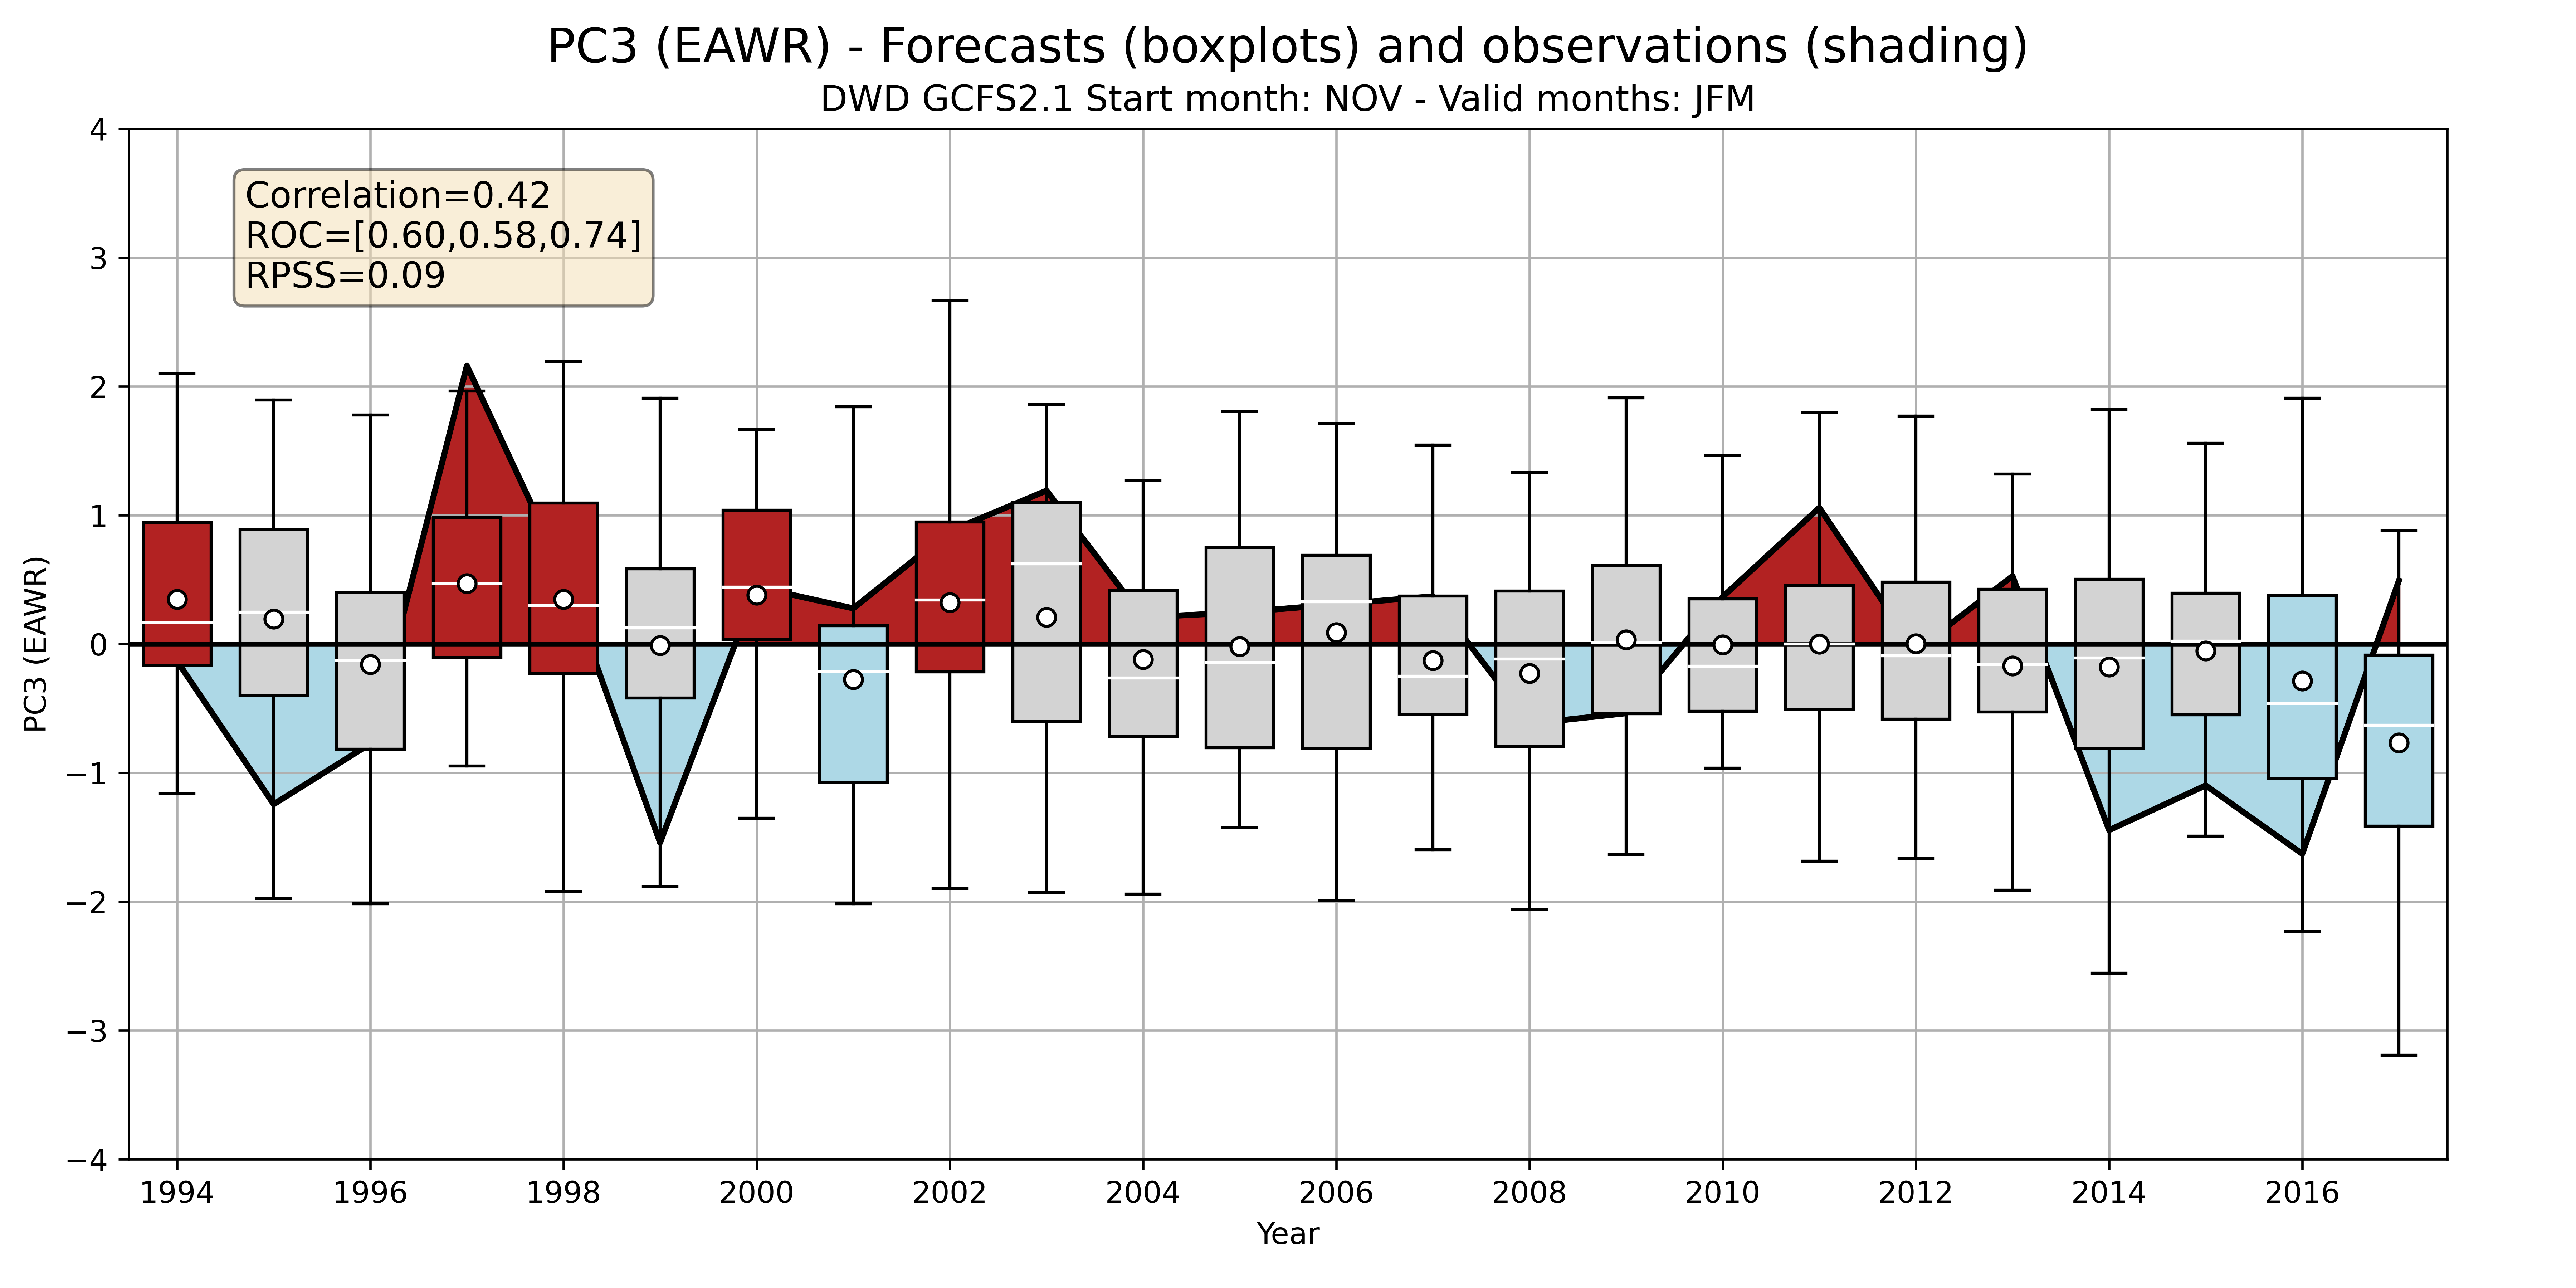 PC3 (EAWR) - Forecasts (boxplots) and observations (shading)
DWD GCFS2.1 Start month: NOV - Valid months: JFM
Correlation=0.42
ROC=[0.60,0.58,0.74]
RPSS=0.09
PC3 (EAWR)
4
3
2
1
0
−1
−2
−3
−4
1994 1996 1998 2000 2002 2004 2006 2008 2010 2012 2014 2016
Year